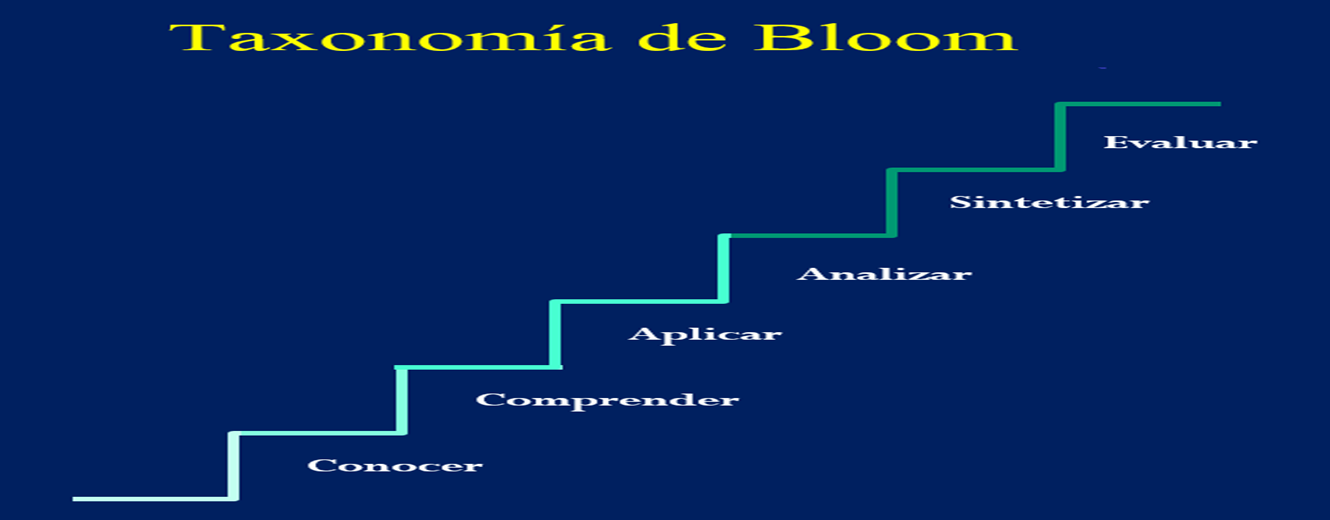 Taxonomía de Bloom
Evaluar
Sintetizar
Analizar
Aplicar
Comprender
Conocer